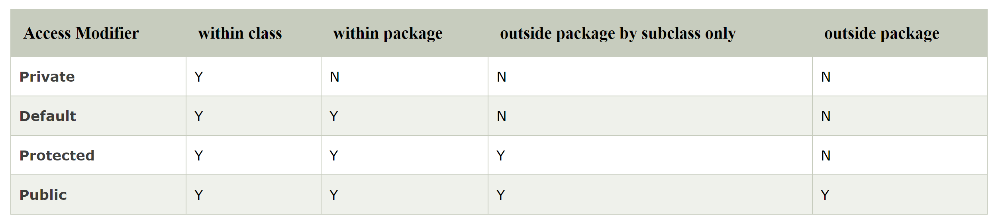 Access Modifier within class within package outside package by subclass only outside package
Private Y N N N
Default Y Y N N
Protected Y Y Y N
Public Y Y Y Y